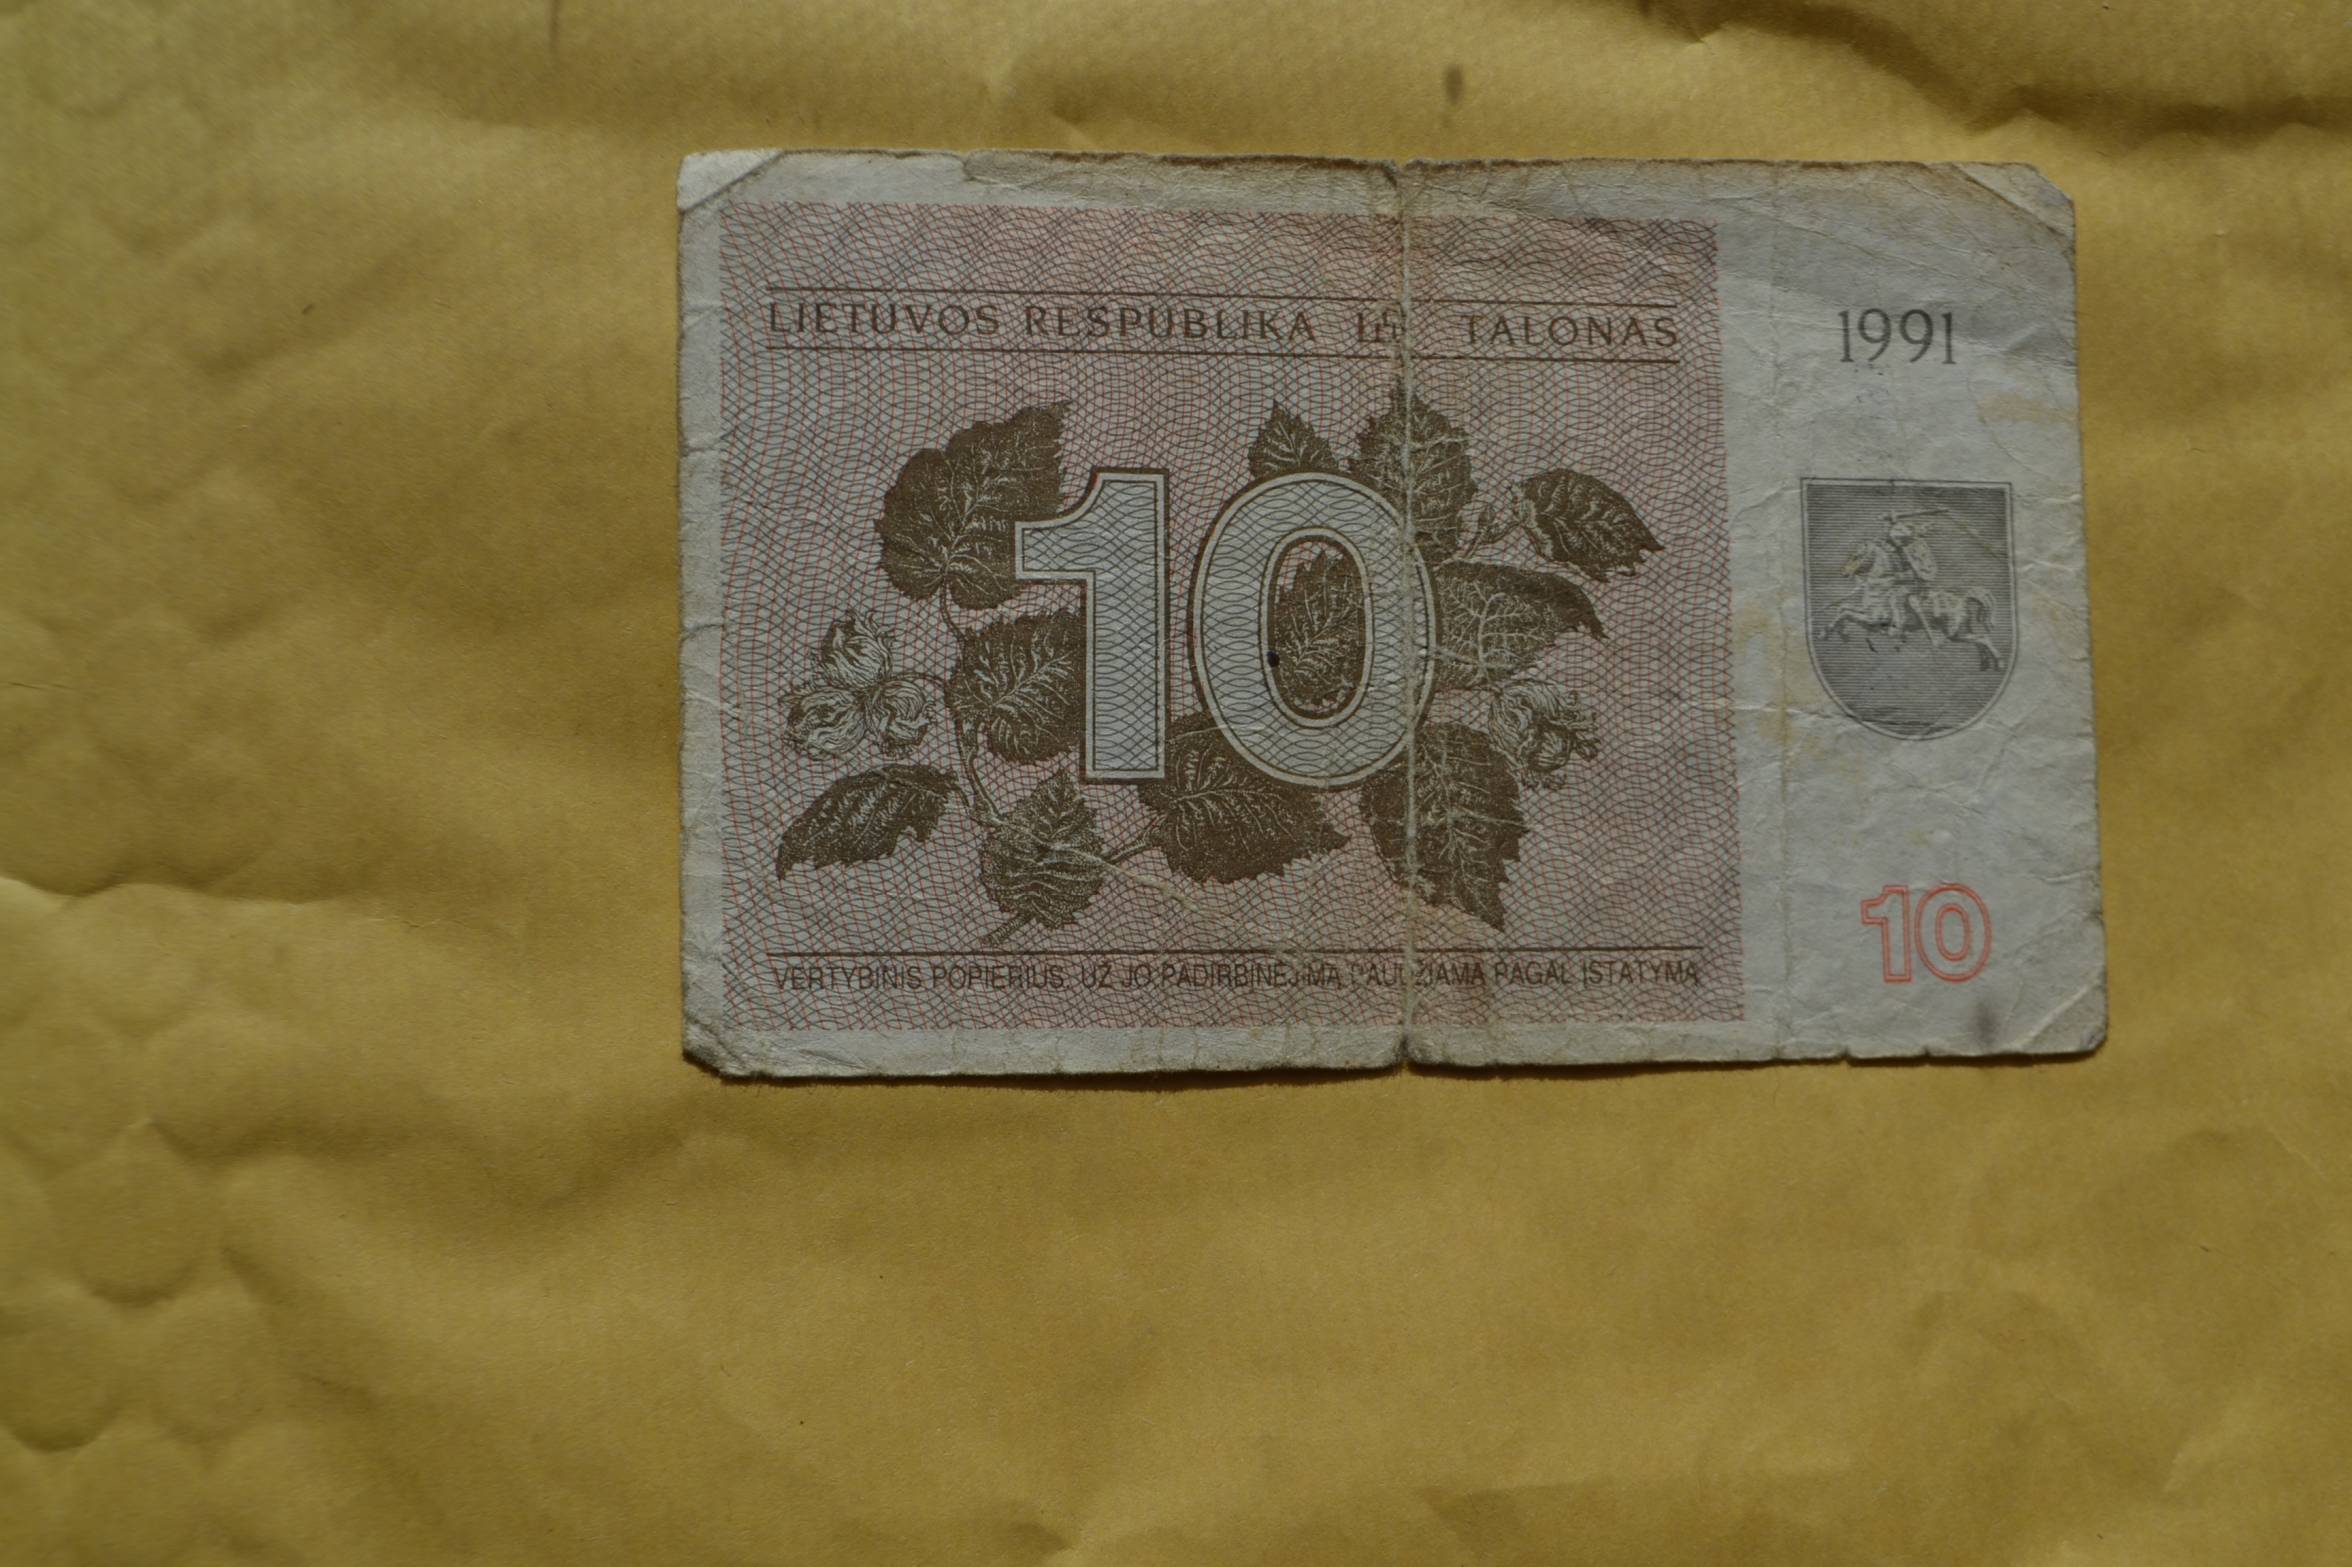 LIETUVOS RESPUBLIKA TALONAS
1991
10
10
VERTYBINIS POPIERIUS. UŽ JO PADIRBINĖJIMĄ BAUDŽIAMA PAGAL ĮSTATYMĄ